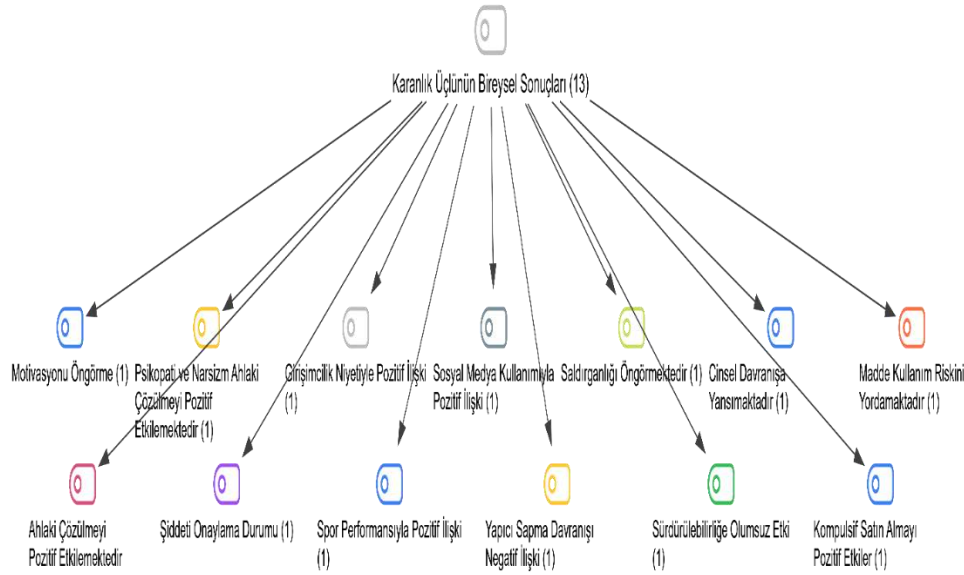 Karanlık Üçlünün Bireysel Sonuçları (13)
Motivasyonu Öngörme (1)
Psikopati ve Narsizm Ahlaki
Çözülmeyi Pozitif
Etkilemektedir (1)
Girişimcilik Niyetiyle Pozitif İlişki
(1)
Sosyal Medya Kullanımıyla
Pozitif İlişki (1)
Saldırganlığı Öngörmektedir (1)
Cinsel Davranışa
Yansımaktadır (1)
Madde Kullanım Riskini
Yordamaktadır (1)
Ahlaki Çözülmeyi
Pozitif Etkilemektedir
Şiddeti Onaylama Durumu (1)
Spor Performansıyla Pozitif İlişki
(1)
Yapıcı Sapma Davranışı
Negatif İlişki (1)
Sürdürülebilirliğe Olumsuz Etki
(1)
Kompulsif Satın Almayı
Pozitif Etkiler (1)